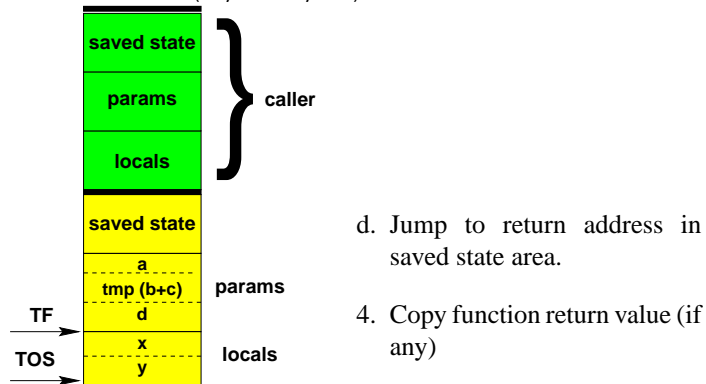 saved state
params
caller
locals
saved state
a
tmp (b+c)
params
d
TF
x
locals
TOS
y
d. Jump to return address in
saved state area.
4. Copy function return value (if
any)